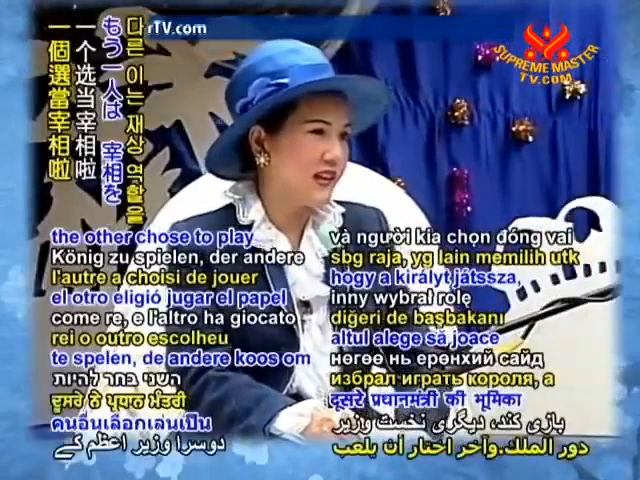 rTV.com
SUPREME MASTER
TV.COM
다른 이는 재상 역할을
もう一人は 宰相を
一个选当宰相啦
一個選當宰相啦
the other chose to play
König zu spielen, der andere
l'autre a choisi de jouer
el otro eligió jugar el papel
come re, e l'altro ha giocato
rei o outro escolheu
te spelen, de andere koos om
השני בחר להיות
ਦੂਸਰੇ ਨੇ ਪ੍ਰਧਾਨ ਮੰਤਰੀ
คนอื่นเลือกเล่นเป็น
دوسرا وزیر اعظم کے
và người kia chọn đóng vai
sbg raja, yg lain memilih utk
hogy a királyt játssza,
inny wybrał rolę
diğeri de başbakanı
altul alege să joace
нөгөө нь ерөнхий сайд
избрал играть короля, а
दूसरे प्रधानमंत्री की भूमिका
بازی کند، دیگری نخست وزیر
دور الملك. وآخر اختار أن يلعب